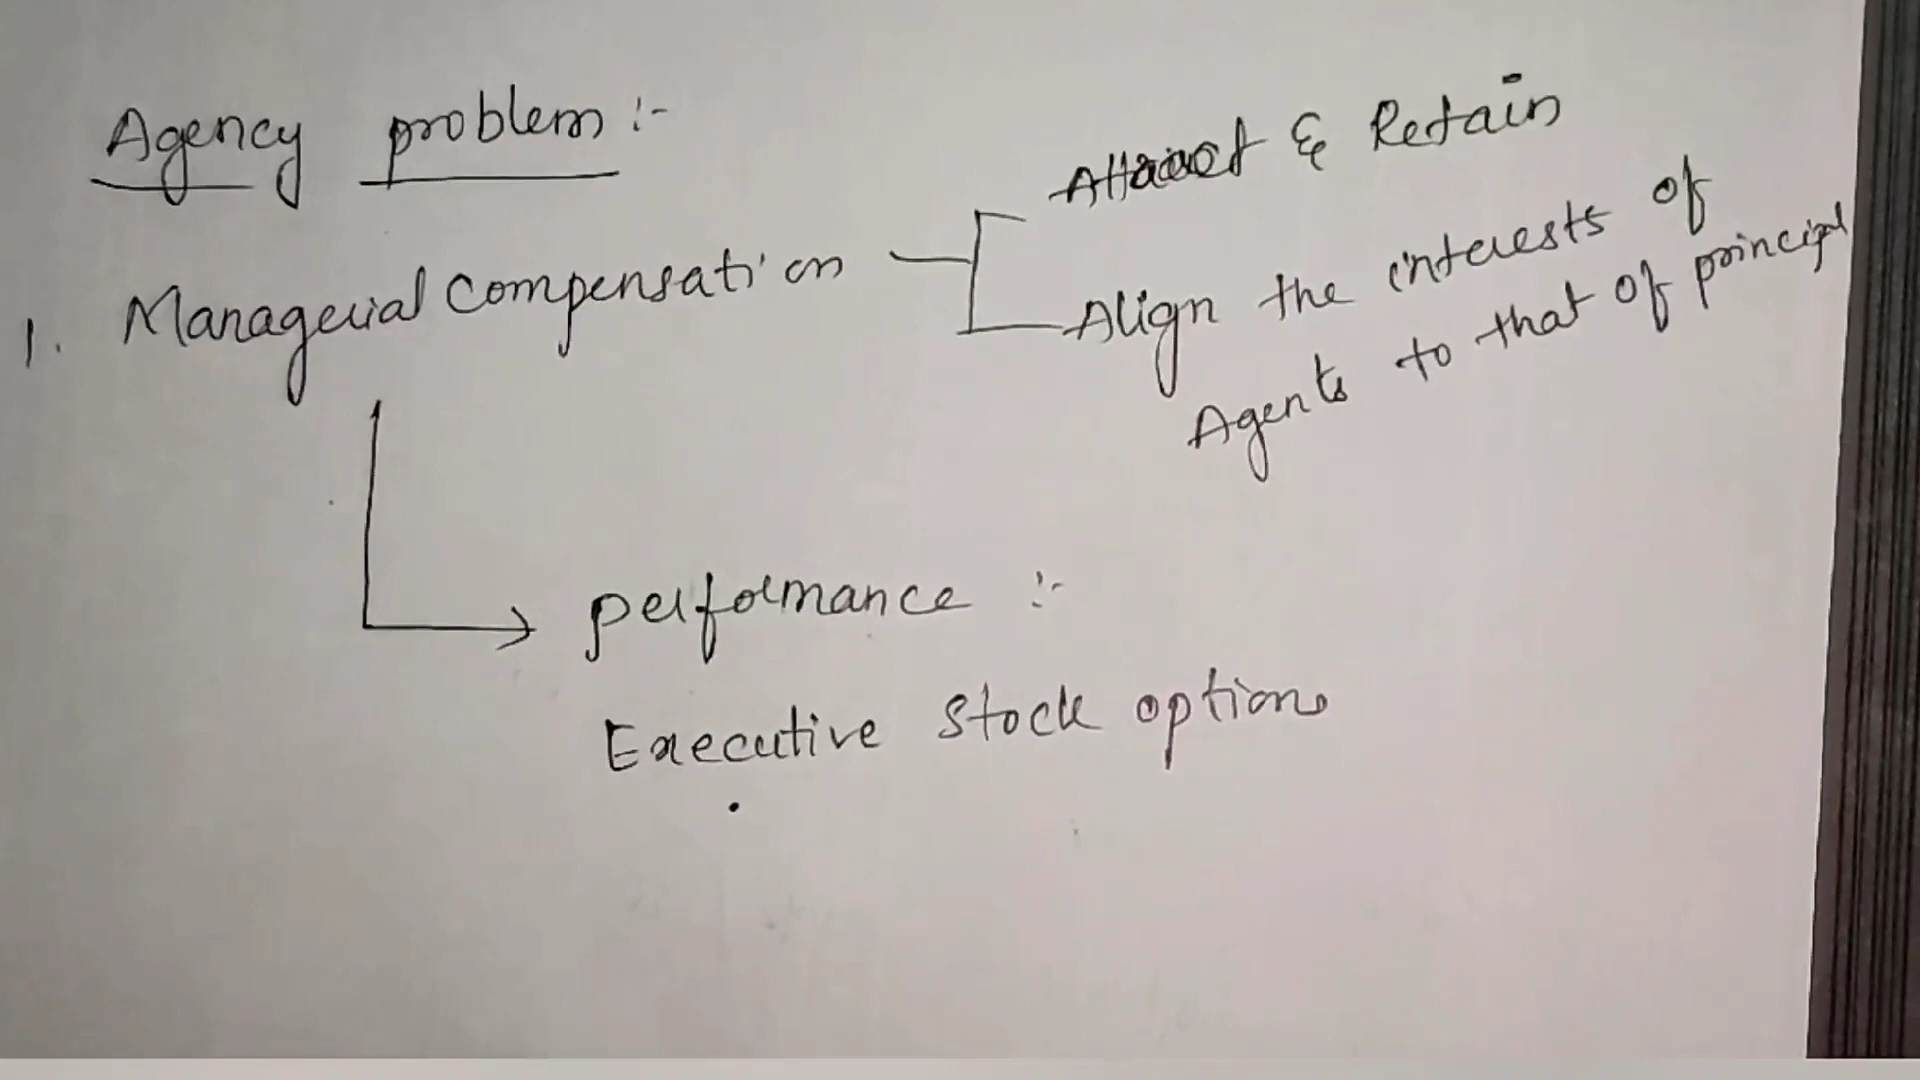 Agency problem :-
1. Managerial Compensation
Attract & Retain
Align the interests of
Agents to that of principal
performance :-
Executive stock options